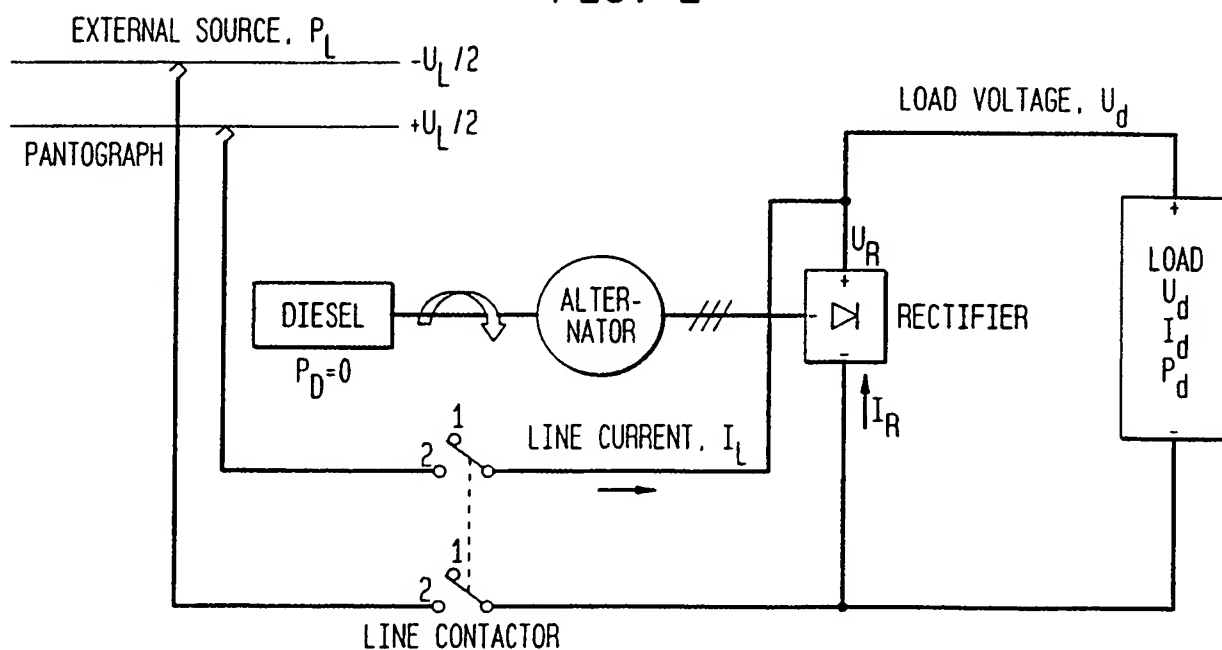 EXTERNAL SOURCE, P_L
-U_L/2
+U_L/2
PANTOGRAPH
LOAD VOLTAGE, U_d
U_R
+
-
-
RECTIFIER
I_R
DIESEL
P_D=0
ALTER-
NATOR
+
LOAD
U_d
I_d
P_d
-
1
2
LINE CURRENT, I_L
1
2
LINE CONTACTOR